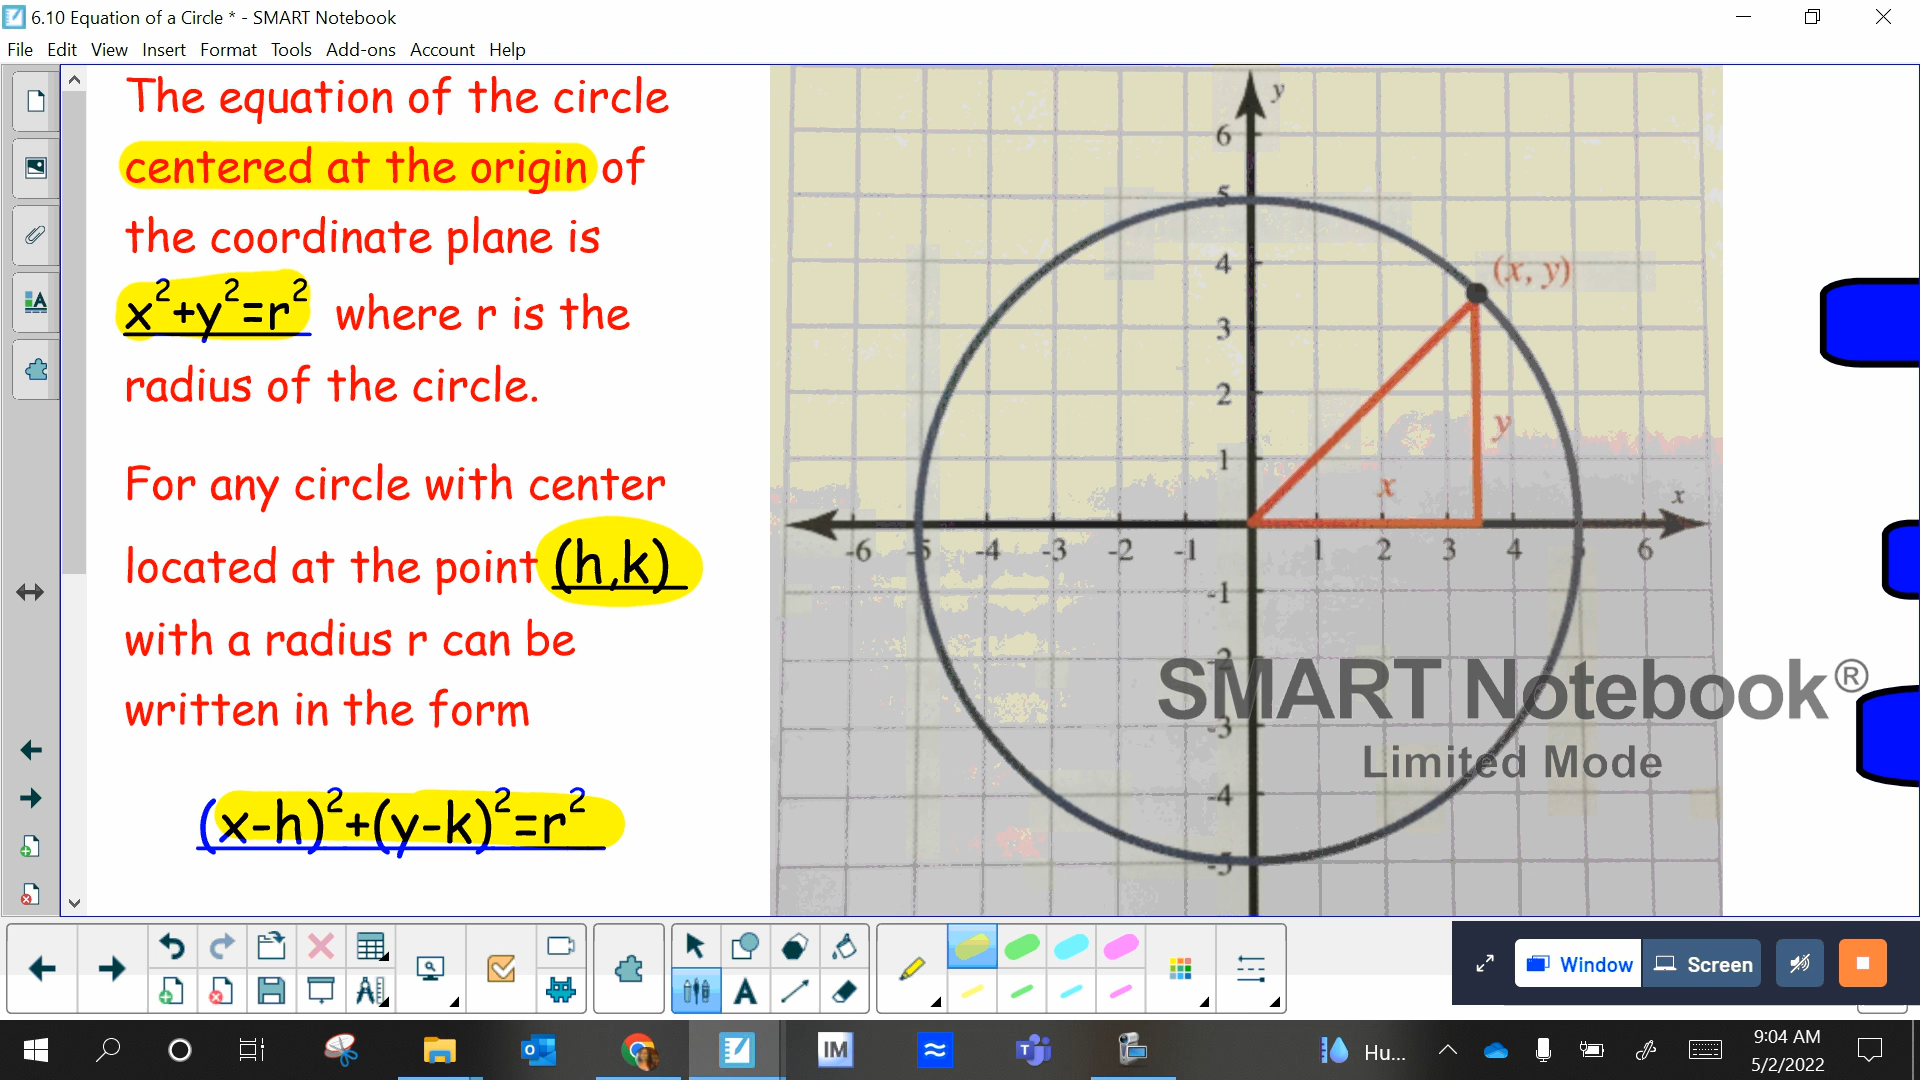 6.10 Equation of a Circle * - SMART Notebook
File Edit View Insert Format Tools Add-ons Account Help
The equation of the circle
centered at the origin of
the coordinate plane is
x²+y²=r² where r is the
radius of the circle.
For any circle with center
located at the point (h,k)
with a radius r can be
written in the form
(x-h)²+(y-k)²=r²
y
6
5
4
(x, y)
3
2
y
1
x
x
-6 -5 -4 -3 -2 -1 1 2 3 4 5 6
-1
-2
-3
-4
-5
SMART Notebook®
Limited Mode
Window Screen
IM
Hu...
9:04 AM
5/2/2022